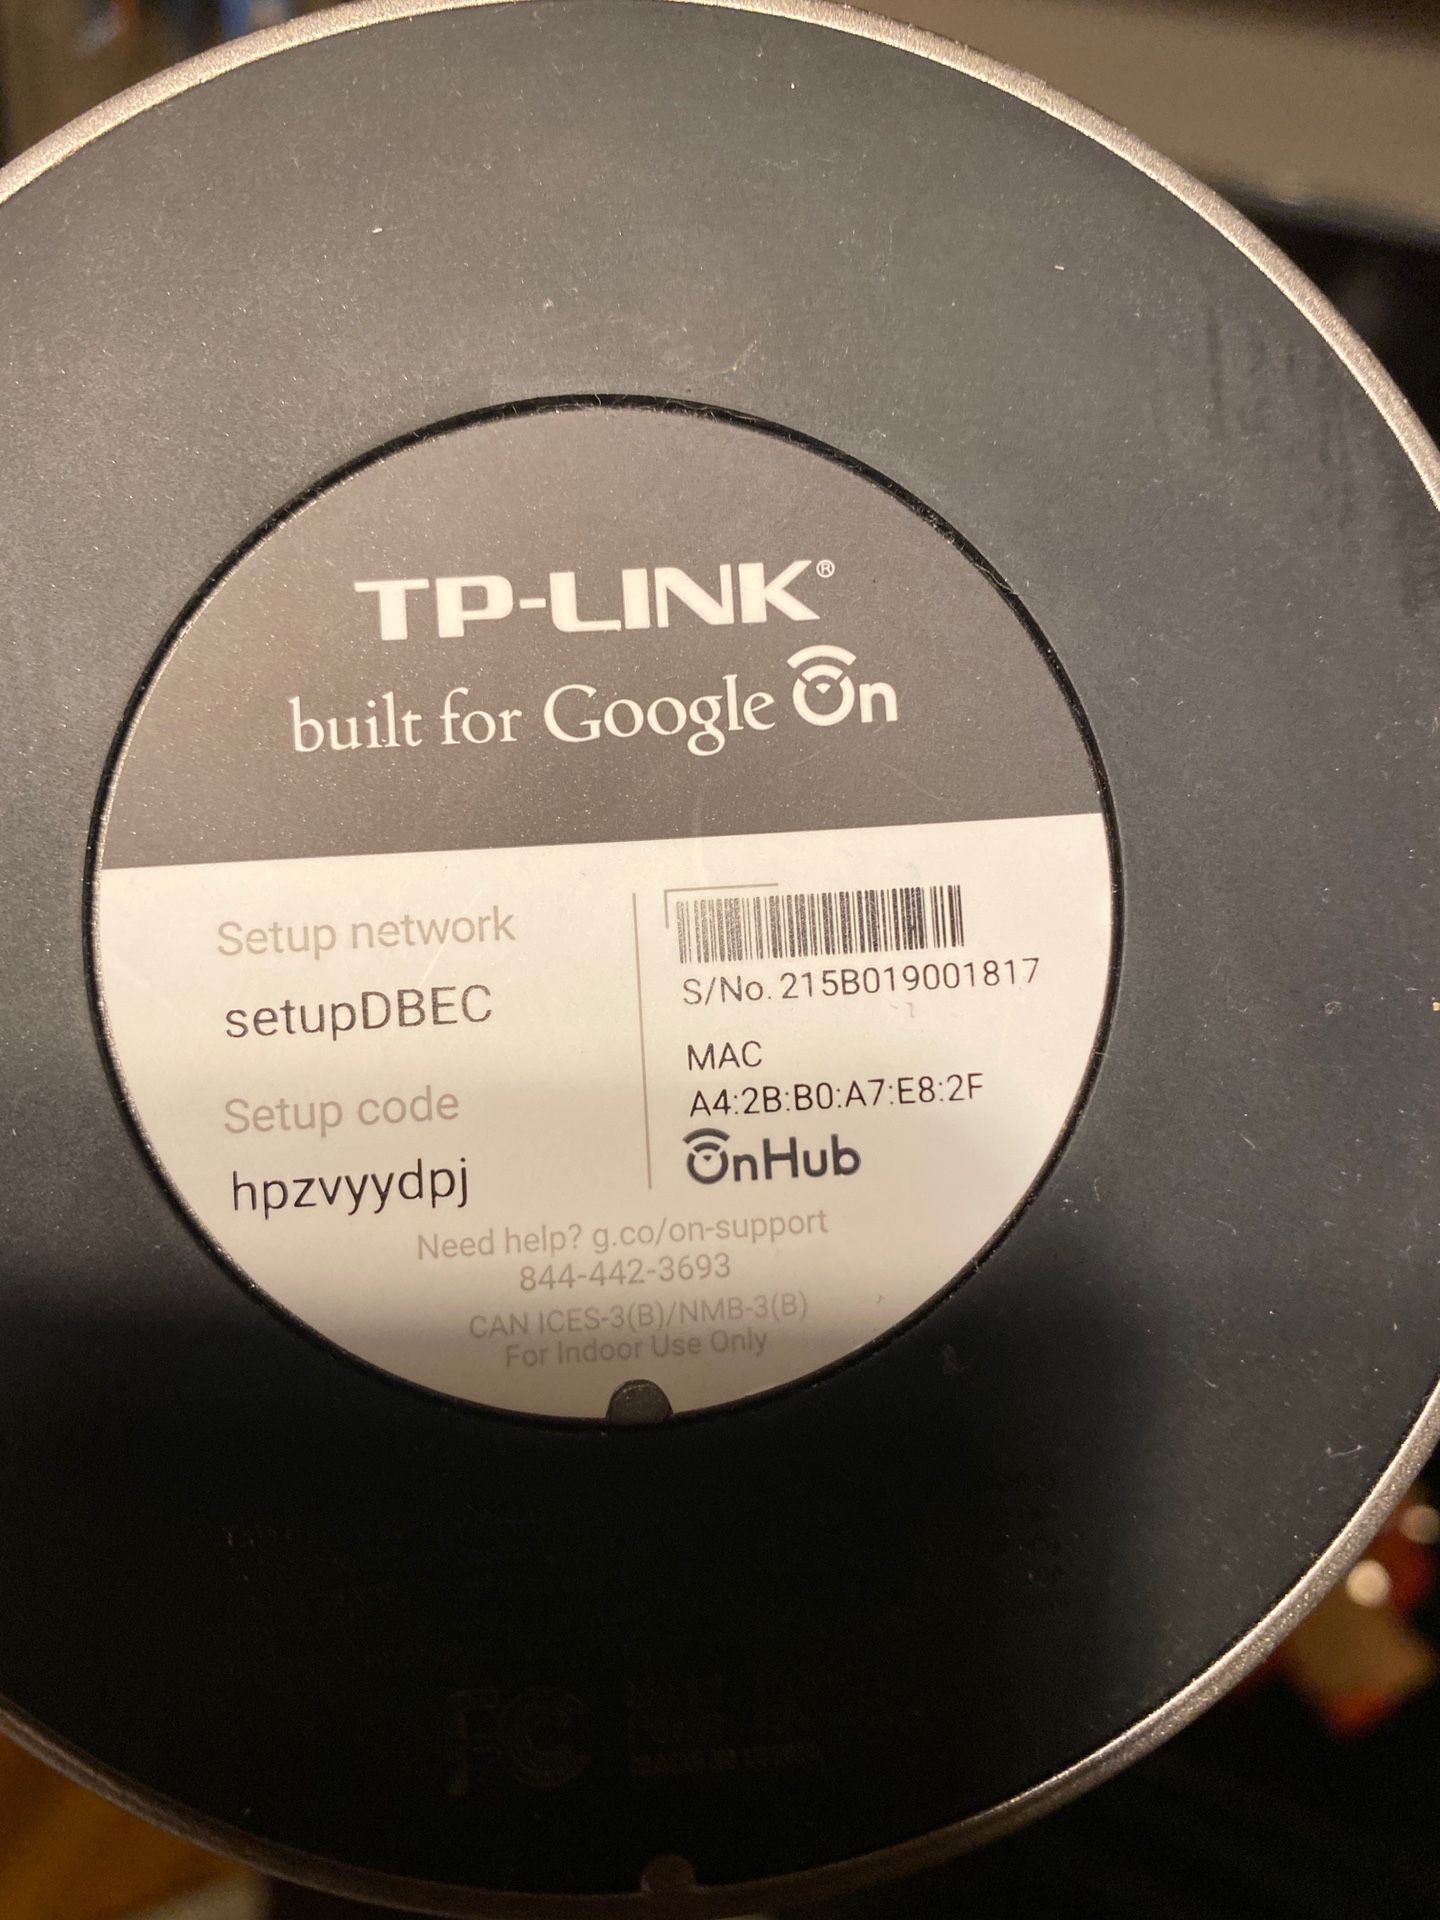 TP-LINK®
built for Google On
Setup network
setupDBEC
Setup code
hpzvyydpj
S/No. 215B019001817
MAC
A4:2B:B0:A7:E8:2F
OnHub
Need help? g.co/on-support
844-442-3693
CAN ICES-3(B)/NMB-3(B)
For Indoor Use Only
FC